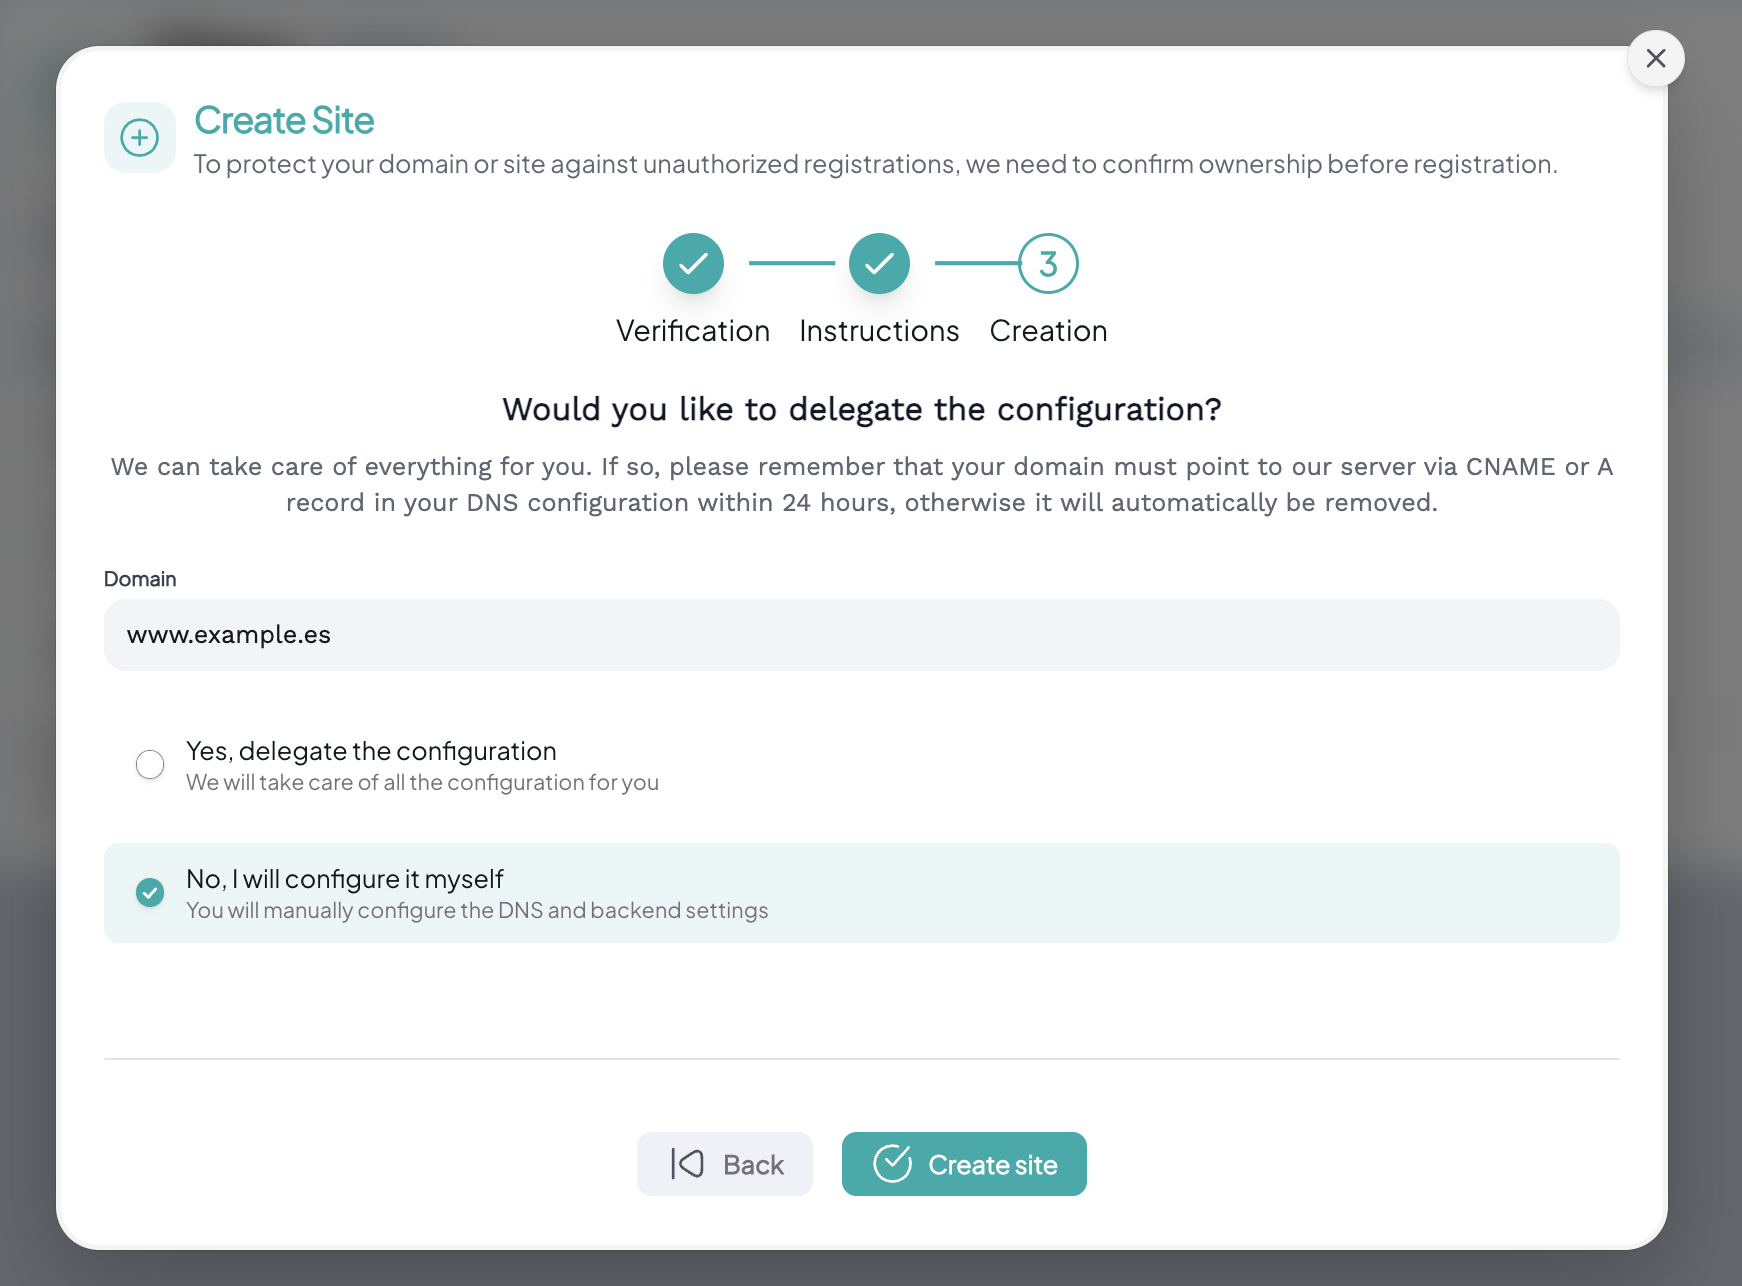 Create Site
To protect your domain or site against unauthorized registrations, we need to confirm ownership before registration.
3
Verification Instructions Creation
Would you like to delegate the configuration?
We can take care of everything for you. If so, please remember that your domain must point to our server via CNAME or A
record in your DNS configuration within 24 hours, otherwise it will automatically be removed.
Domain
www.example.es
Yes, delegate the configuration
We will take care of all the configuration for you
No, I will configure it myself
You will manually configure the DNS and backend settings
Back Create site